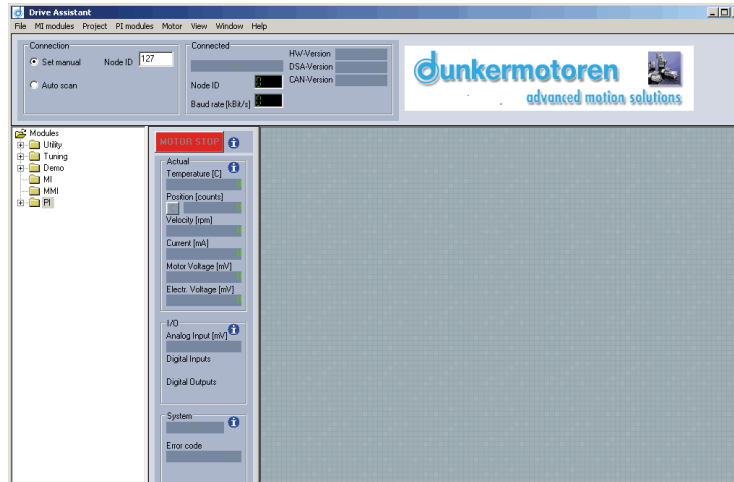 Drive Assistant
File MI modules Project PI modules Motor View Window Help
Connection
Set manual
Node ID
127
Auto scan
Connected
Node ID
Baud rate [kBit/s]
HW-Version
DSA-Version
CAN-Version
dunkermotoren
advanced motion solutions
Modules
Utility
Tuning
Demo
MI
MMI
PI
MOTOR STOP
Actual
Temperature [C]
Position [counts]
Velocity [rpm]
Current [mA]
Motor Voltage [mV]
Electr. Voltage [mV]
I/O
Analog Input [mV]
Digital Inputs
Digital Outputs
System
Error code